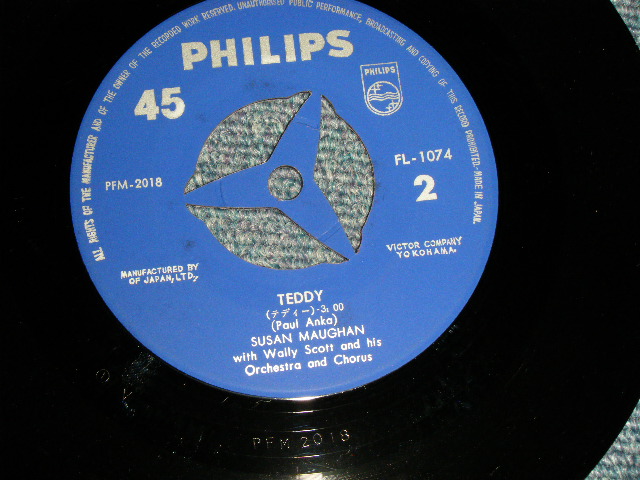 ALL RIGHTS OF THE MANUFACTURER AND OF THE OWNER OF THE RECORDED WORK RESERVED. UNAUTHORISED PUBLIC PERFORMANCE, BROADCASTING AND COPYING OF THIS RECORD PROHIBITED. MADE IN JAPAN.
PHILIPS
45
PHILIPS
PFM-2018
FL-1074
2
MANUFACTURED BY
OF JAPAN, LTD.,
VICTOR COMPANY
YOKOHAMA.
TEDDY
(テディー)-3:00
(Paul Anka)
SUSAN MAUGHAN
with Wally Scott and his
Orchestra and Chorus
PFM 2018